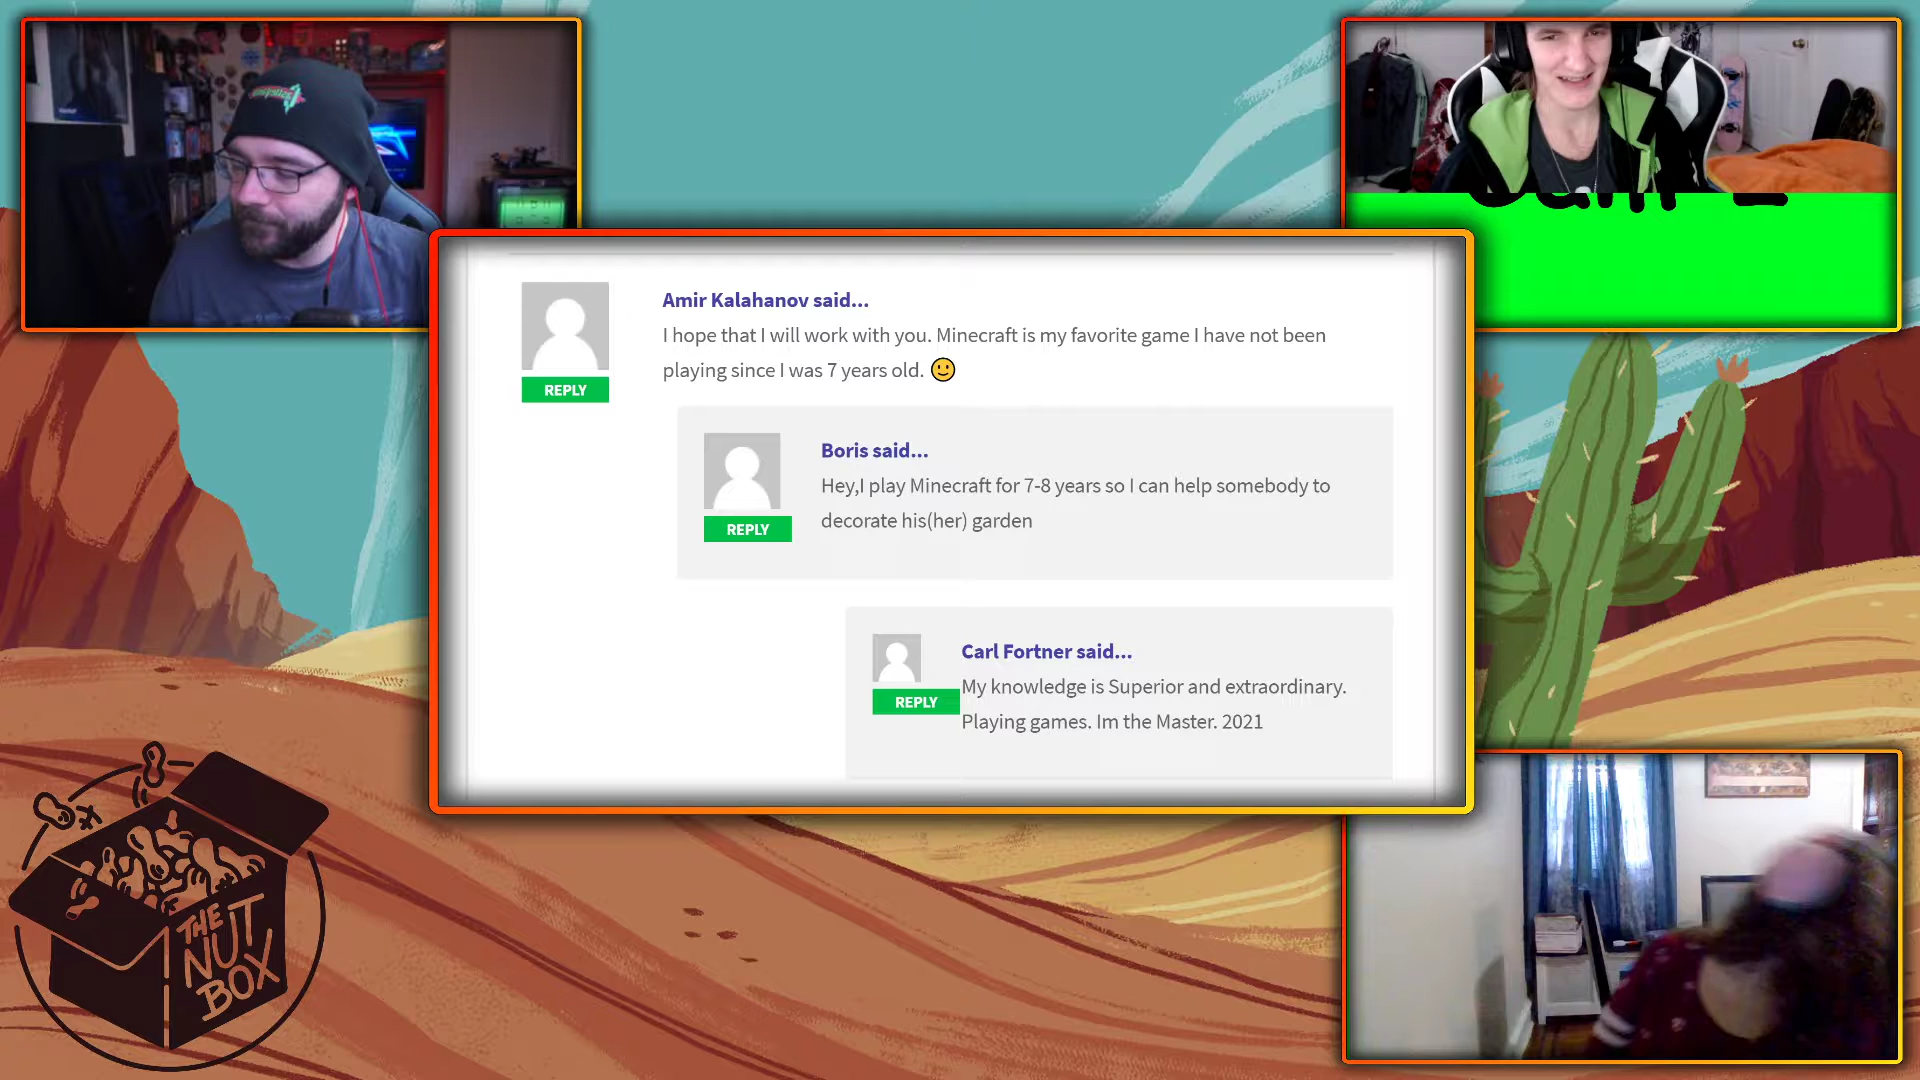 Amir Kalahanov said...
I hope that I will work with you. Minecraft is my favorite game I have not been
playing since I was 7 years old. 🙂
REPLY
Boris said...
Hey,I play Minecraft for 7-8 years so I can help somebody to
decorate his(her) garden
REPLY
Carl Fortner said...
My knowledge is Superior and extraordinary.
Playing games. Im the Master. 2021
REPLY
THE
NUT
BOX